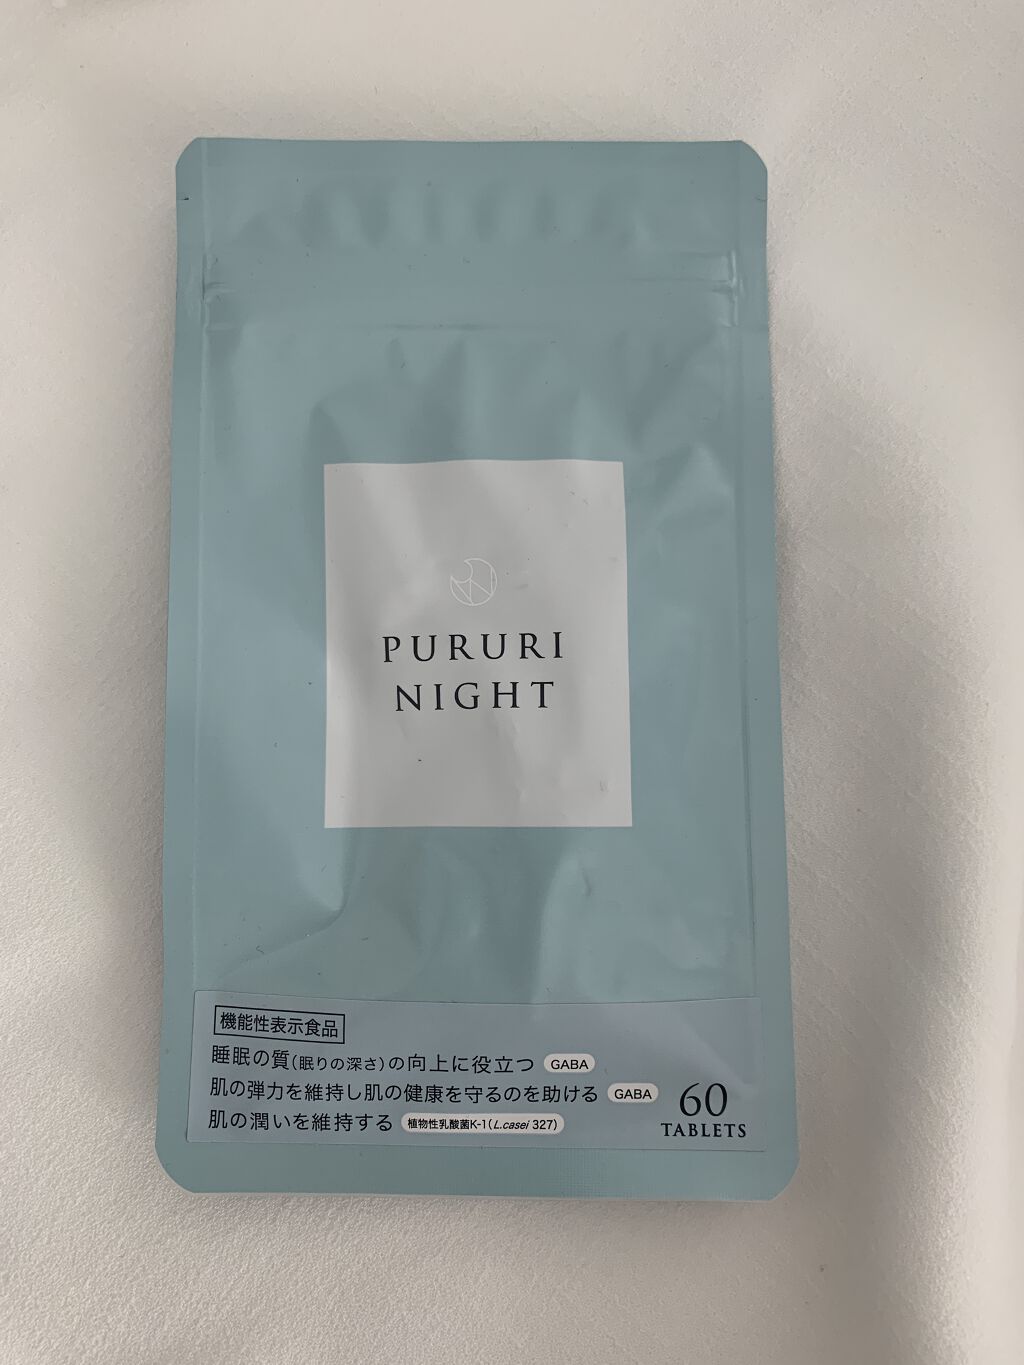 PURURI
NIGHT
機能性表示食品
睡眠の質(眠りの深さ)の向上に役立つ GABA
肌の弾力を維持し肌の健康を守るのを助ける GABA
肌の潤いを維持する 植物性乳酸菌K-1(L.casei 327)
60
TABLETS